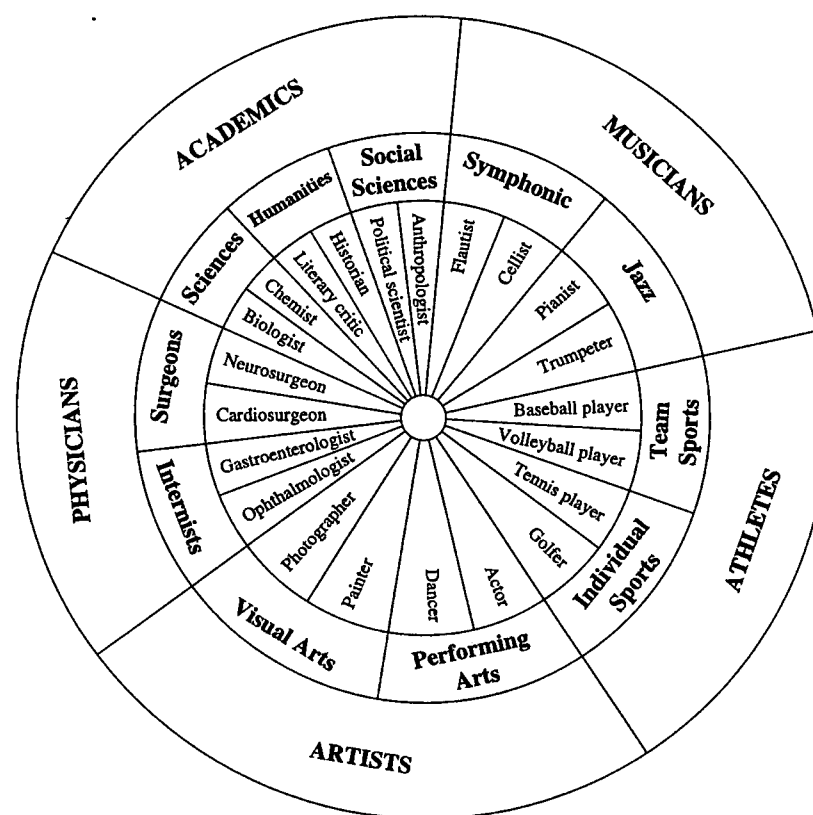 ACADEMICS
MUSICIANS
ATHLETES
ARTISTS
PHYSICIANS
Sciences
Humanities
Social
Sciences
Symphonic
Jazz
Team
Sports
Individual
Sports
Performing
Arts
Visual Arts
Internists
Surgeons
Biologist
Chemist
Literary critic
Historian
Political scientist
Anthropologist
Flautist
Cellist
Pianist
Trumpeter
Baseball player
Volleyball player
Tennis player
Golfer
Actor
Dancer
Painter
Photographer
Ophthalmologist
Gastroenterologist
Cardiosurgeon
Neurosurgeon